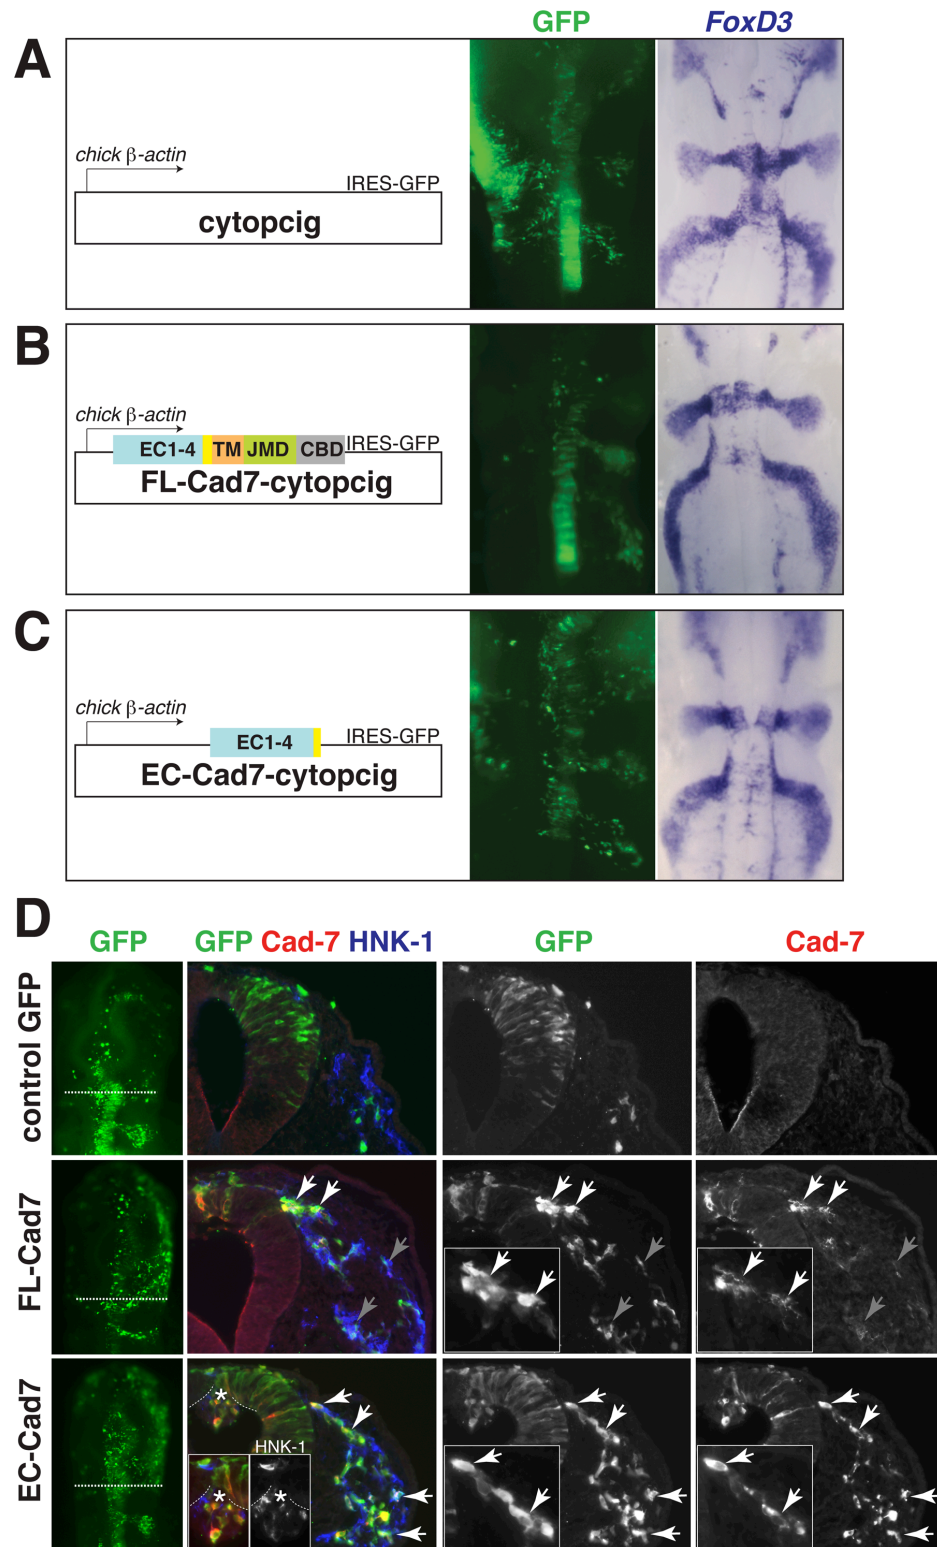 GFP FoxD3
A
chick β-actin
IRES-GFP
cytopcig
B
chick β-actin
EC1-4 TM JMD CBD IRES-GFP
FL-Cad7-cytopcig
C
chick β-actin
EC1-4 IRES-GFP
EC-Cad7-cytopcig
D
GFP GFP Cad-7 HNK-1 GFP Cad-7
control GFP
FL-Cad7
EC-Cad7
*
HNK-1
* *